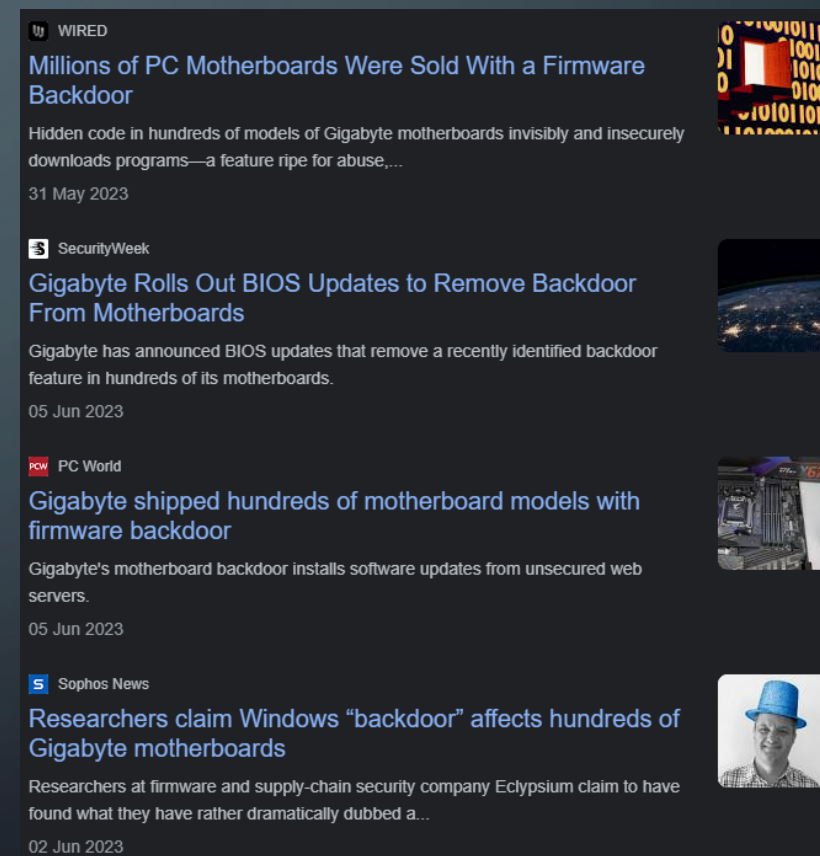 WIRED
Millions of PC Motherboards Were Sold With a Firmware
Backdoor
Hidden code in hundreds of models of Gigabyte motherboards invisibly and insecurely
downloads programs—a feature ripe for abuse,...
31 May 2023
SecurityWeek
Gigabyte Rolls Out BIOS Updates to Remove Backdoor
From Motherboards
Gigabyte has announced BIOS updates that remove a recently identified backdoor
feature in hundreds of its motherboards.
05 Jun 2023
PCW PC World
Gigabyte shipped hundreds of motherboard models with
firmware backdoor
Gigabyte's motherboard backdoor installs software updates from unsecured web
servers.
05 Jun 2023
S Sophos News
Researchers claim Windows “backdoor” affects hundreds of
Gigabyte motherboards
Researchers at firmware and supply-chain security company Eclypsium claim to have
found what they have rather dramatically dubbed a...
02 Jun 2023